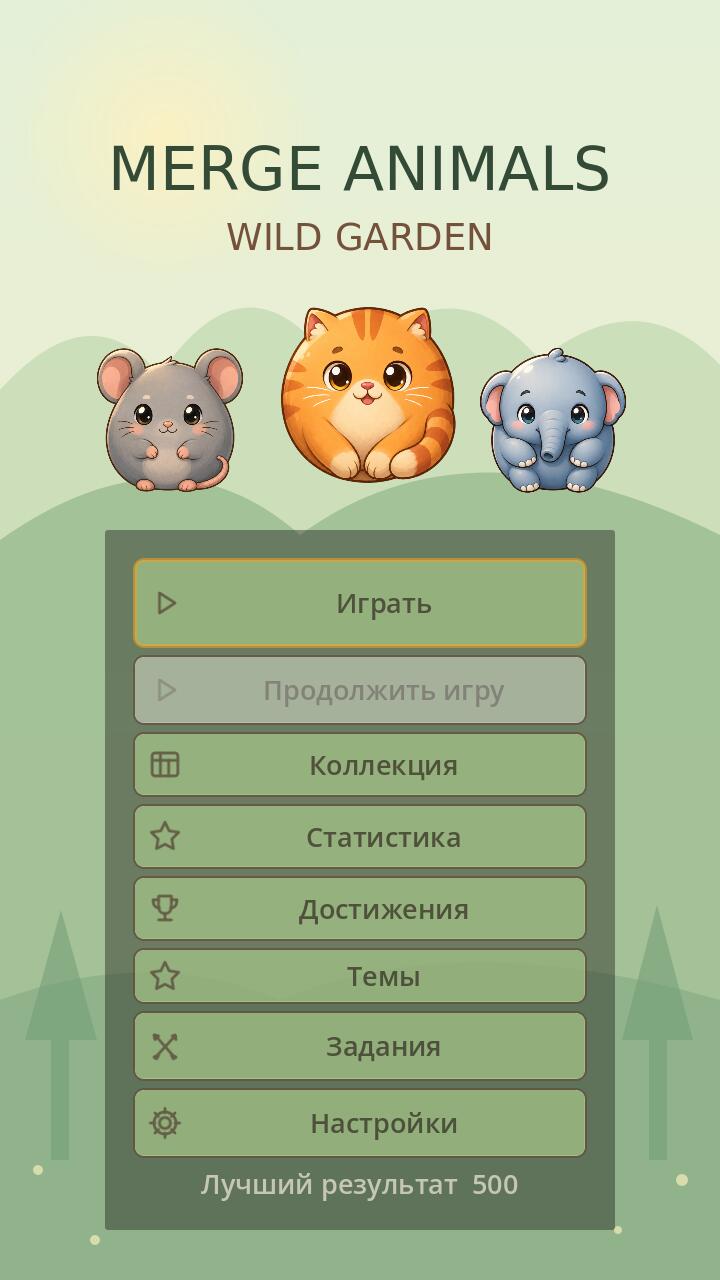 MERGE ANIMALS
WILD GARDEN
Играть
Продолжить игру
Коллекция
Статистика
Достижения
Темы
Задания
Настройки
Лучший результат 500